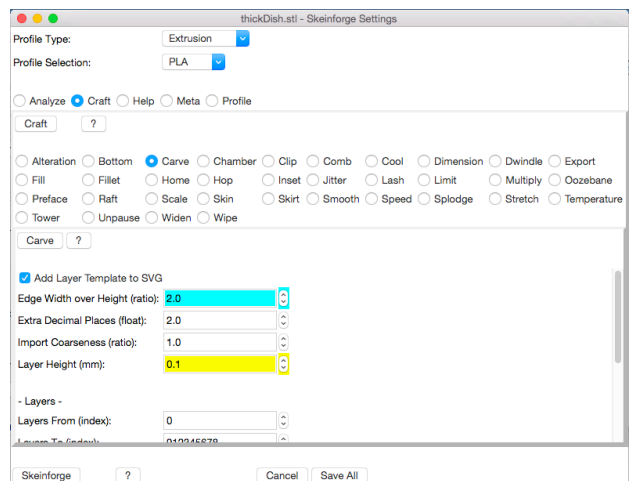 thickDish.stl - Skeinforge Settings
Profile Type: Extrusion
Profile Selection: PLA
Analyze Craft Help Meta Profile
Craft ?
Alteration Bottom Carve Chamber Clip Comb Cool Dimension Dwindle Export
Fill Fillet Home Hop Inset Jitter Lash Limit Multiply Oozebane
Preface Raft Scale Skin Skirt Smooth Speed Splodge Stretch Temperature
Tower Unpause Widen Wipe
Carve ?
Add Layer Template to SVG
Edge Width over Height (ratio): 2.0
Extra Decimal Places (float): 2.0
Import Coarseness (ratio): 1.0
Layer Height (mm): 0.1
- Layers -
Layers From (index): 0
Layers To (index): 912345678
Skeinforge ? Cancel Save All